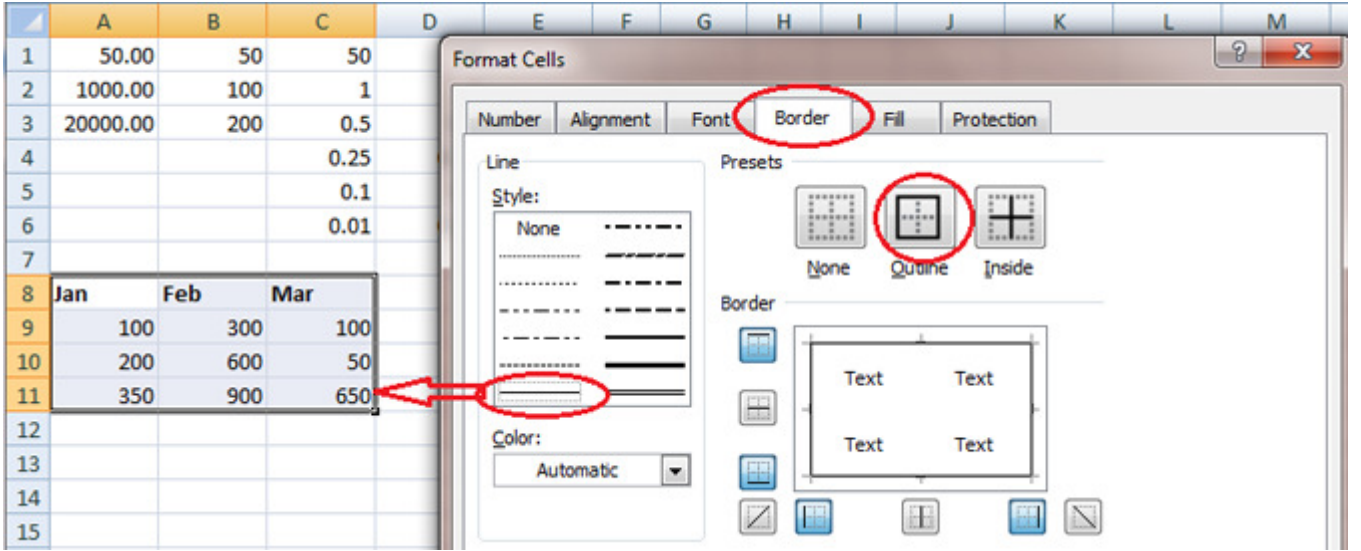 A B C D E F G H I J K L M
1 50.00 50 50
2 1000.00 100 1
3 20000.00 200 0.5
4 0.25
5 0.1
6 0.01
7
8 Jan Feb Mar
9 100 300 100
10 200 600 50
11 350 900 650
12
13
14
15
Format Cells
? X
Number Alignment Font Border Fill Protection
Line
Style:
None
Color:
Automatic
Presets
None Outline Inside
Border
Text Text
Text Text